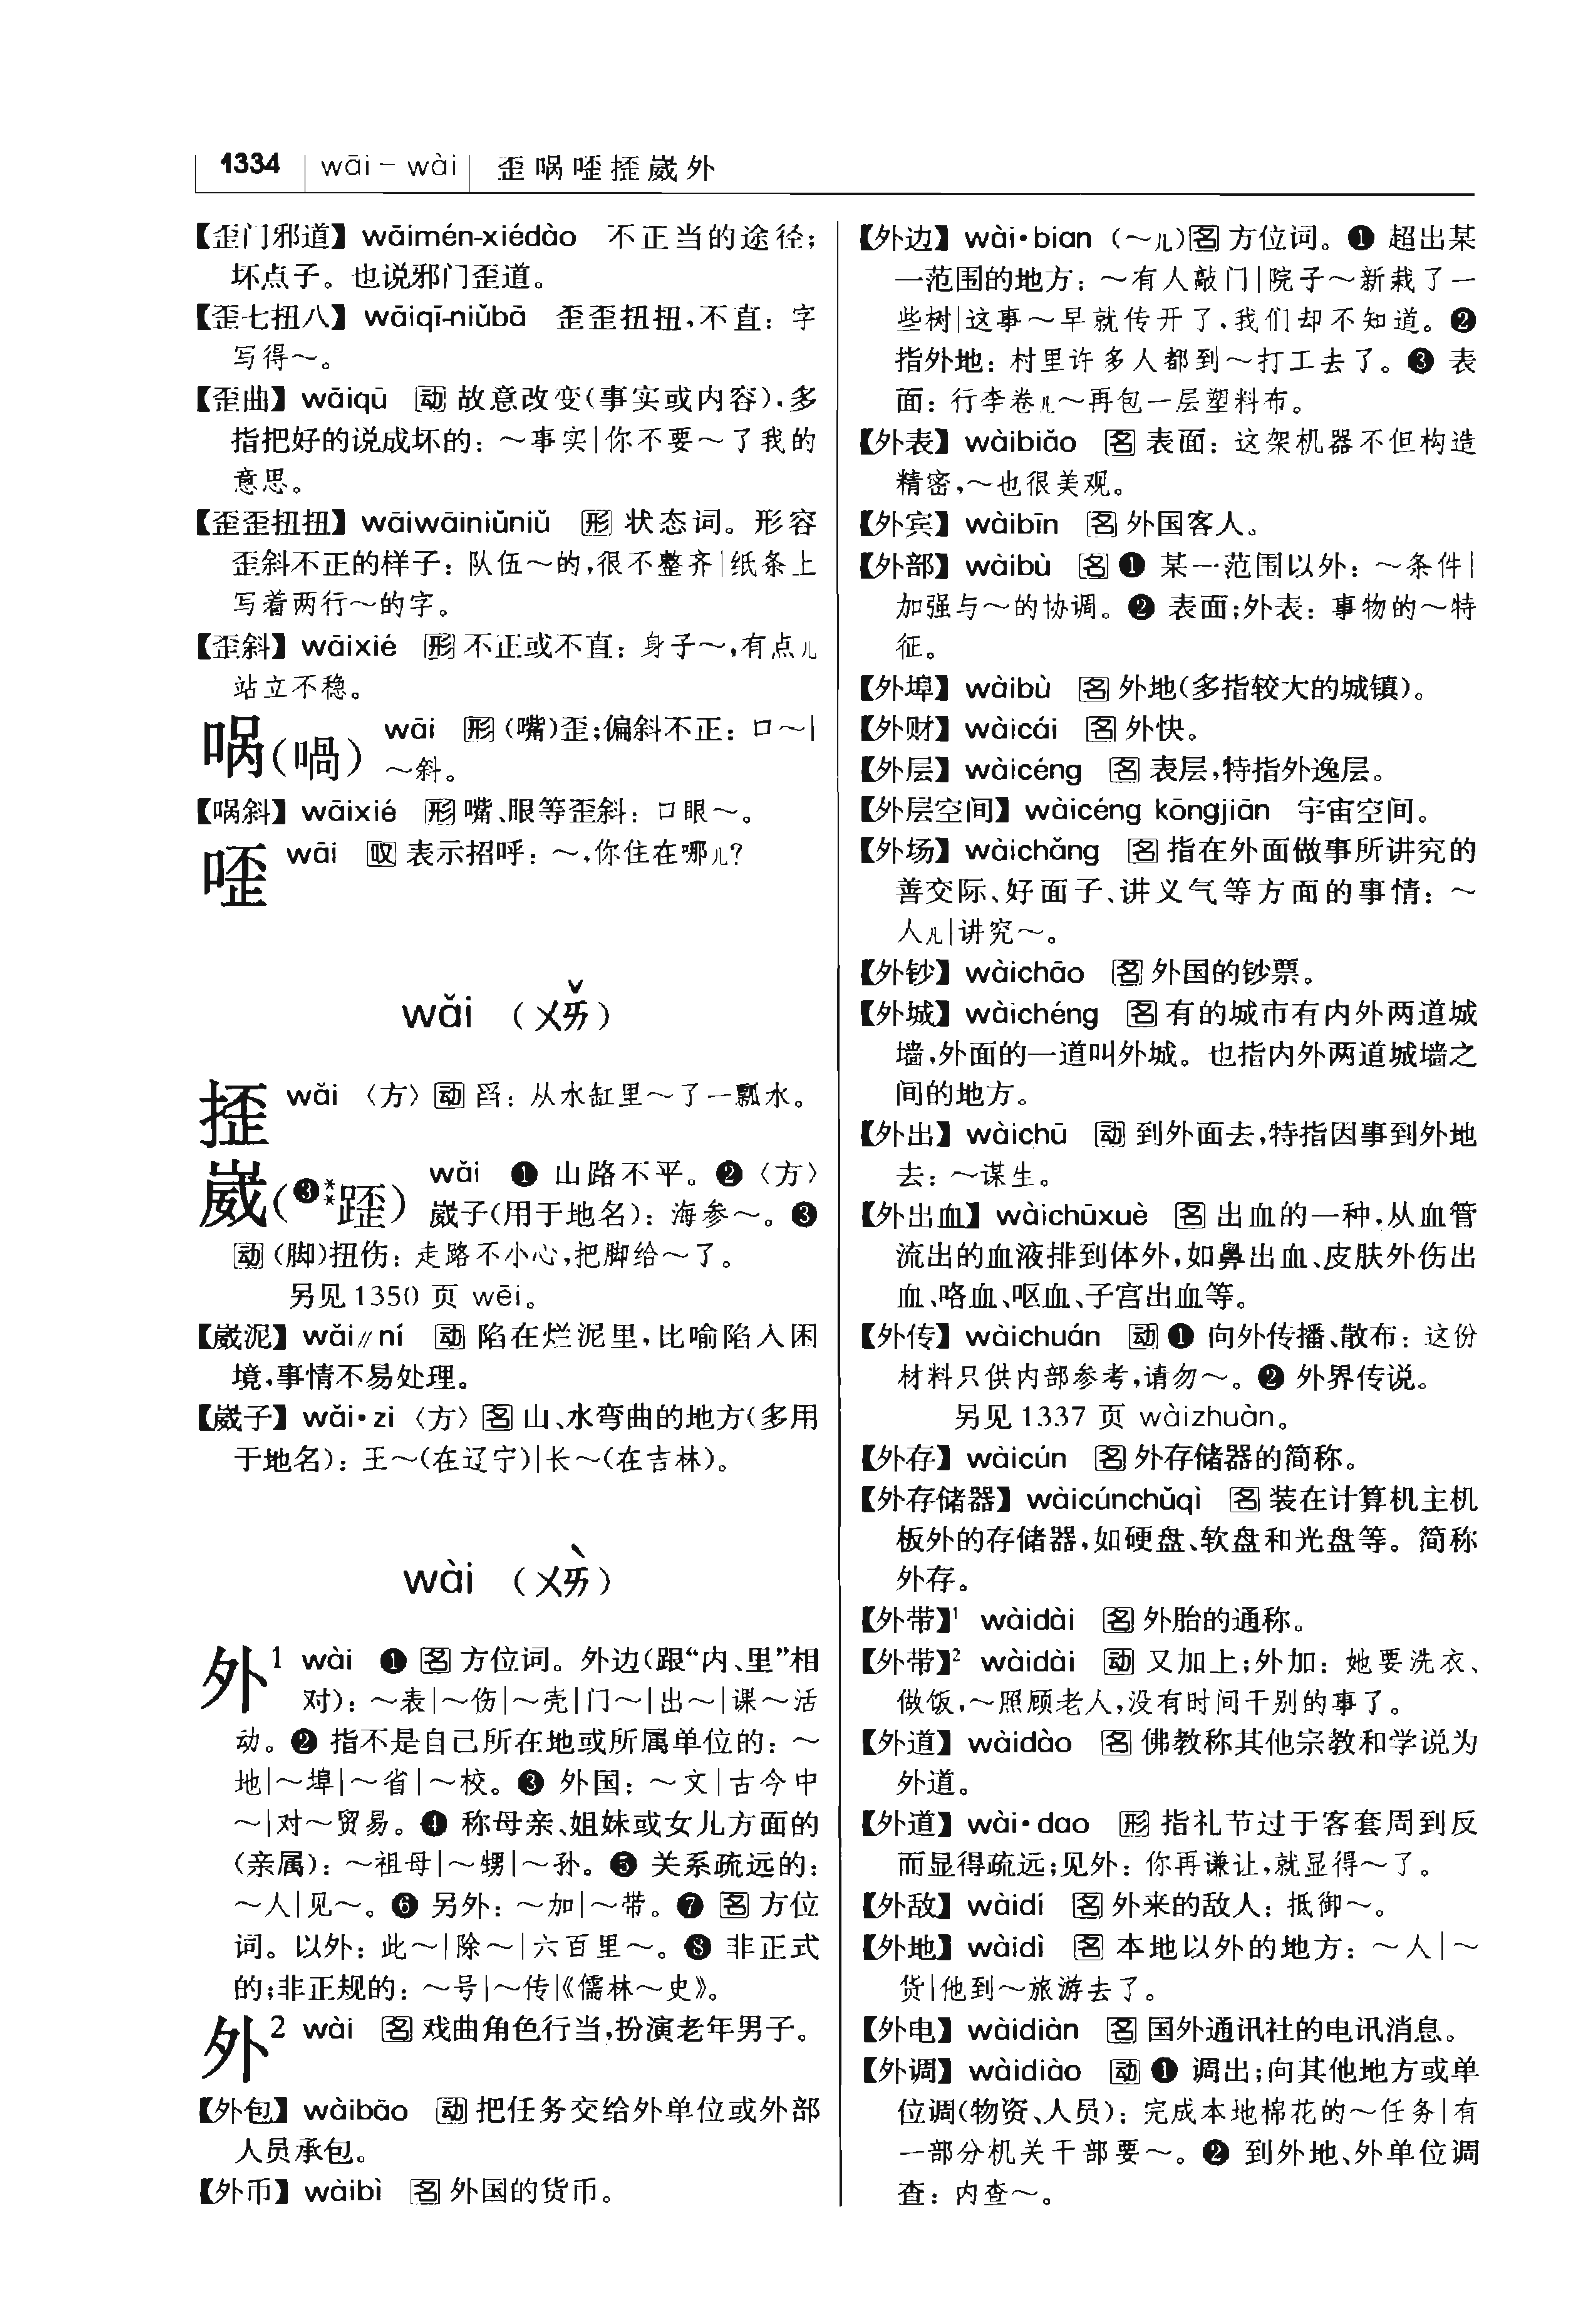 1334 wāi – wài 歪㖞㖇㧟崴外
【歪门邪道】wāimén-xiédào 不正当的途径;
坏点子。也说邪门歪道。
【歪七扭八】wāiqī-niǔbā 歪歪扭扭,不直:字
写得～。
【歪曲】wāiqū 动 故意改变(事实或内容),多
指把好的说成坏的:～事实|你不要～了我的
意思。
【歪歪扭扭】wāiwāiniǔniǔ 形 状态词。形容
歪斜不正的样子:队伍～的,很不整齐|纸条上
写着两行～的字。
【歪斜】wāixié 形 不正或不直:身子～,有点儿
站立不稳。
㖞(喎) wāi 形 (嘴)歪;偏斜不正:口～|
～斜。
【㖞斜】wāixié 形 嘴、眼等歪斜:口眼～。
wāi 叹 表示招呼:～,你住在哪儿?
wǎi (ㄨㄞˇ)
㧟 wǎi 〈方〉 动 舀:从水缸里～了一瓢水。
崴(❸**踒) wǎi ❶ 山路不平。❷〈方〉
崴子(用于地名):海参～。❸
动 (脚)扭伤:走路不小心,把脚给～了。
另见 1350 页 wēi。
【崴泥】wǎi∥ní 动 陷在烂泥里,比喻陷入困
境,事情不易处理。
【崴子】wǎi·zi 〈方〉 名 山、水弯曲的地方(多用
于地名):王～(在辽宁)|长～(在吉林)。
wài (ㄨㄞˋ)
外¹ wài ❶ 名 方位词。外边(跟“内、里”相
对):～表|～伤|～壳|门～|出～|课～活
动。❷ 指不是自己所在地或所属单位的:～
地|～埠|～省|～校。❸ 外国:～文|古今中
～|对～贸易。❹ 称母亲、姐妹或女儿方面的
(亲属):～祖母|～甥|～孙。❺ 关系疏远的:
～人|见～。❻ 另外:～加|～带。❼ 名 方位
词。以外:此～|除～|六百里～。❽ 非正式
的;非正规的:～号|～传|《儒林～史》。
外² wài 名 戏曲角色行当,扮演老年男子。
【外包】wàibāo 动 把任务交给外单位或外部
人员承包。
【外币】wàibì 名 外国的货币。
【外边】wài·bian (～儿) 名 方位词。❶ 超出某
一范围的地方:～有人敲门|院子～新栽了一
些树|这事～早就传开了,我们却不知道。❷
指外地:村里许多人都到～打工去了。❸ 表
面:行李卷儿～再包一层塑料布。
【外表】wàibiǎo 名 表面:这架机器不但构造
精密,～也很美观。
【外宾】wàibīn 名 外国客人。
【外部】wàibù 名 ❶ 某一范围以外:～条件|
加强与～的协调。❷ 表面;外表:事物的～特
征。
【外埠】wàibù 名 外地(多指较大的城镇)。
【外财】wàicái 名 外快。
【外层】wàicéng 名 表层,特指外逸层。
【外层空间】wàicéng kōngjiān 宇宙空间。
【外场】wàichǎng 名 指在外面做事所讲究的
善交际、好面子、讲义气等方面的事情:～
人儿|讲究～。
【外钞】wàichāo 名 外国的钞票。
【外城】wàichéng 名 有的城市有内外两道城
墙,外面的一道叫外城。也指内外两道城墙之
间的地方。
【外出】wàichū 动 到外面去,特指因事到外地
去:～谋生。
【外出血】wàichūxuè 名 出血的一种,从血管
流出的血液排到体外,如鼻出血、皮肤外伤出
血、咯血、呕血、子宫出血等。
【外传】wàichuán 动 ❶ 向外传播、散布:这份
材料只供内部参考,请勿～。❷ 外界传说。
另见 1337 页 wàizhuàn。
【外存】wàicún 名 外存储器的简称。
【外存储器】wàicúnchǔqì 名 装在计算机主机
板外的存储器,如硬盘、软盘和光盘等。简称
外存。
【外带】¹ wàidài 名 外胎的通称。
【外带】² wàidài 动 又加上;外加:她要洗衣、
做饭,～照顾老人,没有时间干别的事了。
【外道】wàidào 名 佛教称其他宗教和学说为
外道。
【外道】wài·dao 形 指礼节过于客套周到反
而显得疏远;见外:你再谦让,就显得～了。
【外敌】wàidí 名 外来的敌人:抵御～。
【外地】wàidì 名 本地以外的地方:～人|～
货|他到～旅游去了。
【外电】wàidiàn 名 国外通讯社的电讯消息。
【外调】wàidiào 动 ❶ 调出;向其他地方或单
位调(物资、人员):完成本地棉花的～任务|有
一部分机关干部要～。❷ 到外地、外单位调
查:内查～。